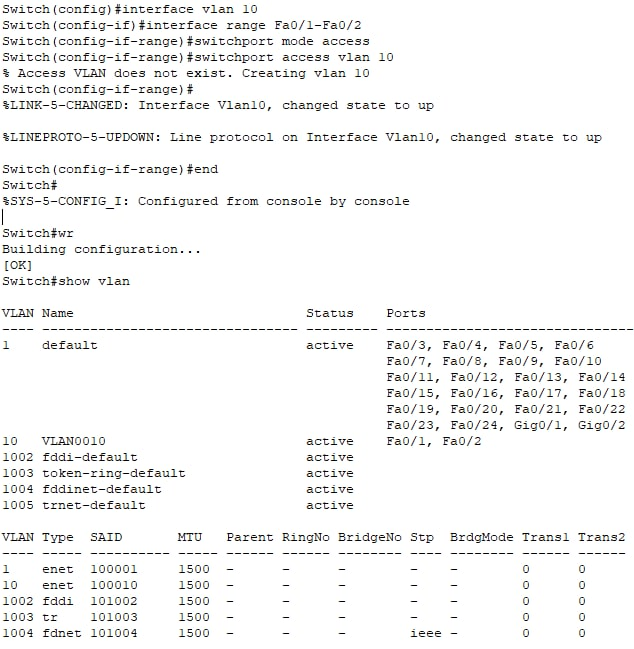 Switch(config)#interface vlan 10
Switch(config-if)#interface range Fa0/1-Fa0/2
Switch(config-if-range)#switchport mode access
Switch(config-if-range)#switchport access vlan 10
% Access VLAN does not exist. Creating vlan 10
Switch(config-if-range)#
%LINK-5-CHANGED: Interface Vlan10, changed state to up
%LINEPROTO-5-UPDOWN: Line protocol on Interface Vlan10, changed state to up
Switch(config-if-range)#end
Switch#
%SYS-5-CONFIG_I: Configured from console by console
Switch#wr
Building configuration...
[OK]
Switch#show vlan
VLAN Name                             Status    Ports
---- -------------------------------- --------- -------------------------------
1    default                          active    Fa0/3, Fa0/4, Fa0/5, Fa0/6
                                                Fa0/7, Fa0/8, Fa0/9, Fa0/10
                                                Fa0/11, Fa0/12, Fa0/13, Fa0/14
                                                Fa0/15, Fa0/16, Fa0/17, Fa0/18
                                                Fa0/19, Fa0/20, Fa0/21, Fa0/22
                                                Fa0/23, Fa0/24, Gig0/1, Gig0/2
10   VLAN0010                         active    Fa0/1, Fa0/2
1002 fddi-default                     active
1003 token-ring-default               active
1004 fddinet-default                  active
1005 trnet-default                    active
VLAN Type  SAID       MTU   Parent RingNo BridgeNo Stp  BrdgMode Trans1 Trans2
---- ----- ---------- ----- ------ ------ -------- ---- -------- ------ ------
1    enet  100001     1500  -      -      -        -    -        0      0
10   enet  100010     1500  -      -      -        -    -        0      0
1002 fddi  101002     1500  -      -      -        -    -        0      0
1003 tr    101003     1500  -      -      -        -    -        0      0
1004 fdnet 101004     1500  -      -      -        ieee -        0      0